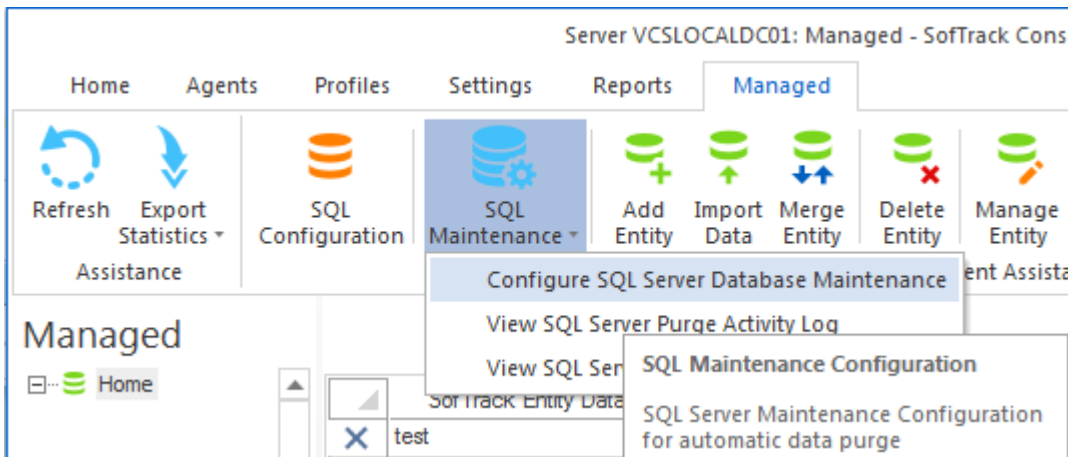 Server VCSLOCALDC01: Managed - SofTrack Cons
Home Agents Profiles Settings Reports Managed
Refresh Export Statistics
SQL Configuration
SQL Maintenance
Add Entity
Import Data
Merge Entity
Delete Entity
Manage Entity
Assistance
ent Assista
Configure SQL Server Database Maintenance
View SQL Server Purge Activity Log
View SQL Ser
SQL Maintenance Configuration
SQL Server Maintenance Configuration
for automatic data purge
Managed
Home
SofTrack Entity Data
test